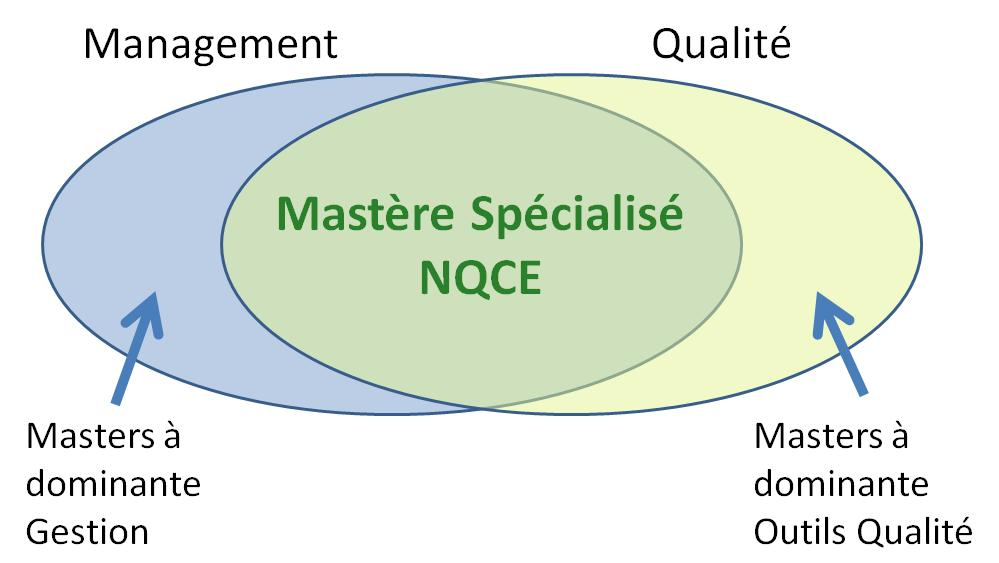 Management
Qualité
Mastère Spécialisé
NQCE
Masters à
dominante
Gestion
Masters à
dominante
Outils Qualité